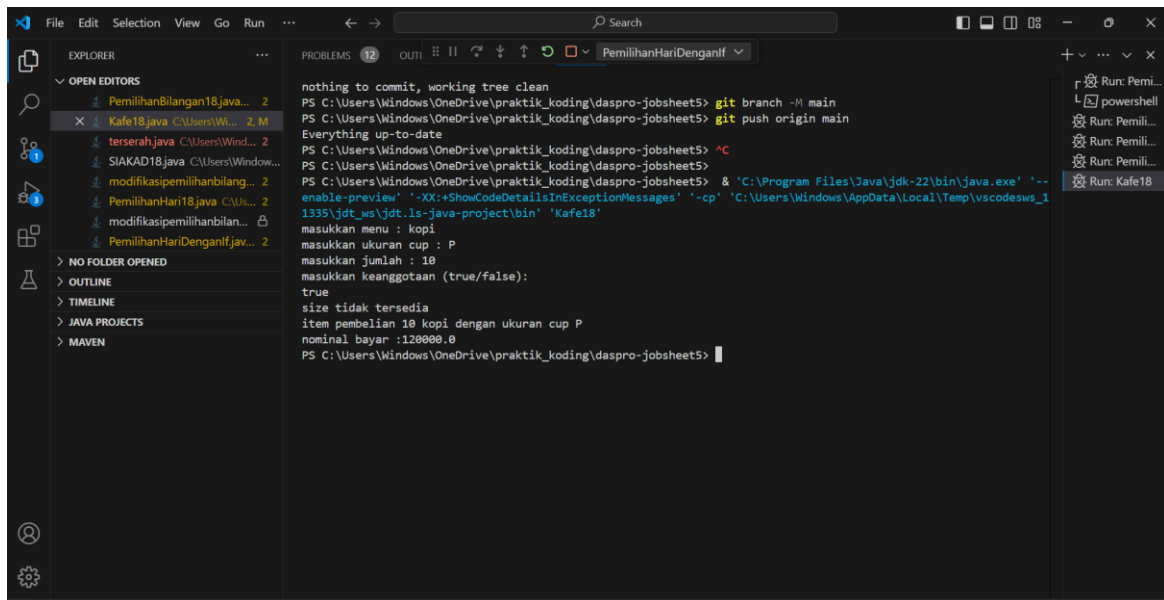 File Edit Selection View Go Run ···
Search
EXPLORER ···
OPEN EDITORS
PemilihanBilangan18.java... 2
Kafe18.java C:\Users\Wi... 2, M
terserah.java C:\Users\Wind... 2
SIAKAD18.java C:\Users\Window...
modifikasipemilihanbilang... 2
PemilihanHari18.java C:\Us... 2
modifikasipemilihanbilan...
PemilihanHariDenganIf.jav... 2
NO FOLDER OPENED
OUTLINE
TIMELINE
JAVA PROJECTS
MAVEN
1
3
PROBLEMS 12 OUT
PemilihanHariDenganIf
nothing to commit, working tree clean
PS C:\Users\Windows\OneDrive\praktik_koding\daspro-jobsheet5> git branch -M main
PS C:\Users\Windows\OneDrive\praktik_koding\daspro-jobsheet5> git push origin main
Everything up-to-date
PS C:\Users\Windows\OneDrive\praktik_koding\daspro-jobsheet5> ^C
PS C:\Users\Windows\OneDrive\praktik_koding\daspro-jobsheet5>
PS C:\Users\Windows\OneDrive\praktik_koding\daspro-jobsheet5> & 'C:\Program Files\Java\jdk-22\bin\java.exe' '--
enable-preview' '-XX:+ShowCodeDetailsInExceptionMessages' '-cp' 'C:\Users\Windows\AppData\Local\Temp\vscodesws_1
1335\jdt_ws\jdt.ls-java-project\bin' 'Kafe18'
masukkan menu : kopi
masukkan ukuran cup : P
masukkan jumlah : 10
masukkan keanggotaan (true/false):
true
size tidak tersedia
item pembelian 10 kopi dengan ukuran cup P
nominal bayar :120000.0
PS C:\Users\Windows\OneDrive\praktik_koding\daspro-jobsheet5>
Run: Pemi...
powershell
Run: Pemili...
Run: Pemili...
Run: Pemili...
Run: Kafe18